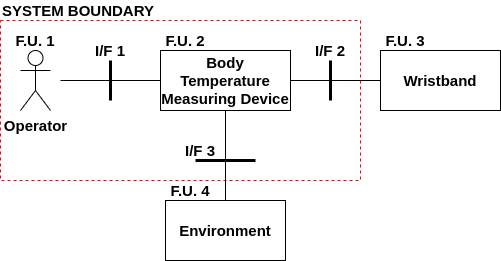 SYSTEM BOUNDARY
F.U. 1
I/F 1
F.U. 2
I/F 2
F.U. 3
Body
Temperature
Measuring Device
Wristband
Operator
I/F 3
F.U. 4
Environment